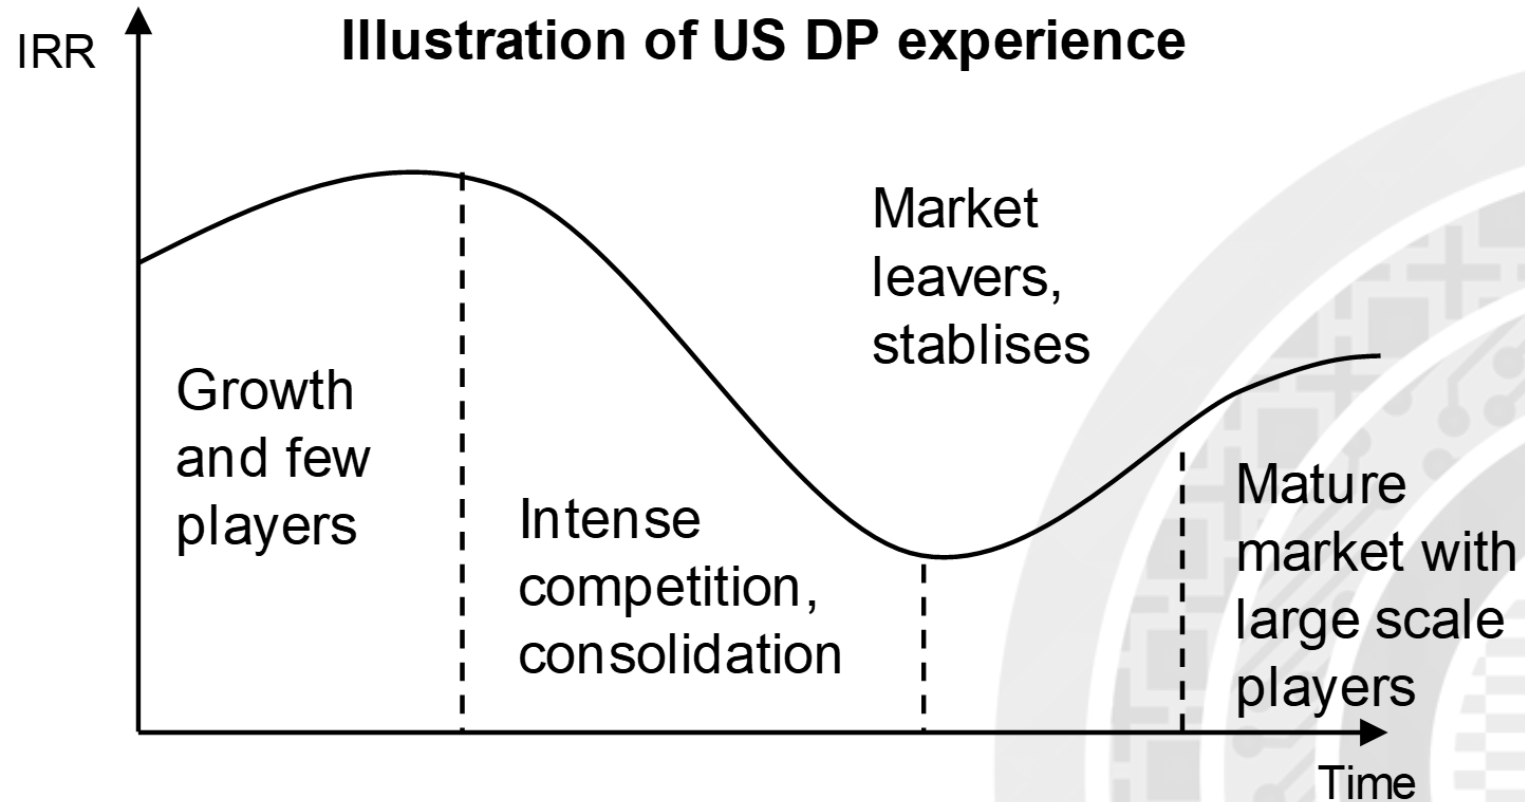 Illustration of US DP experience
IRR
Growth
and few
players
Intense
competition,
consolidation
Market
leavers,
stablises
Mature
market with
large scale
players
Time